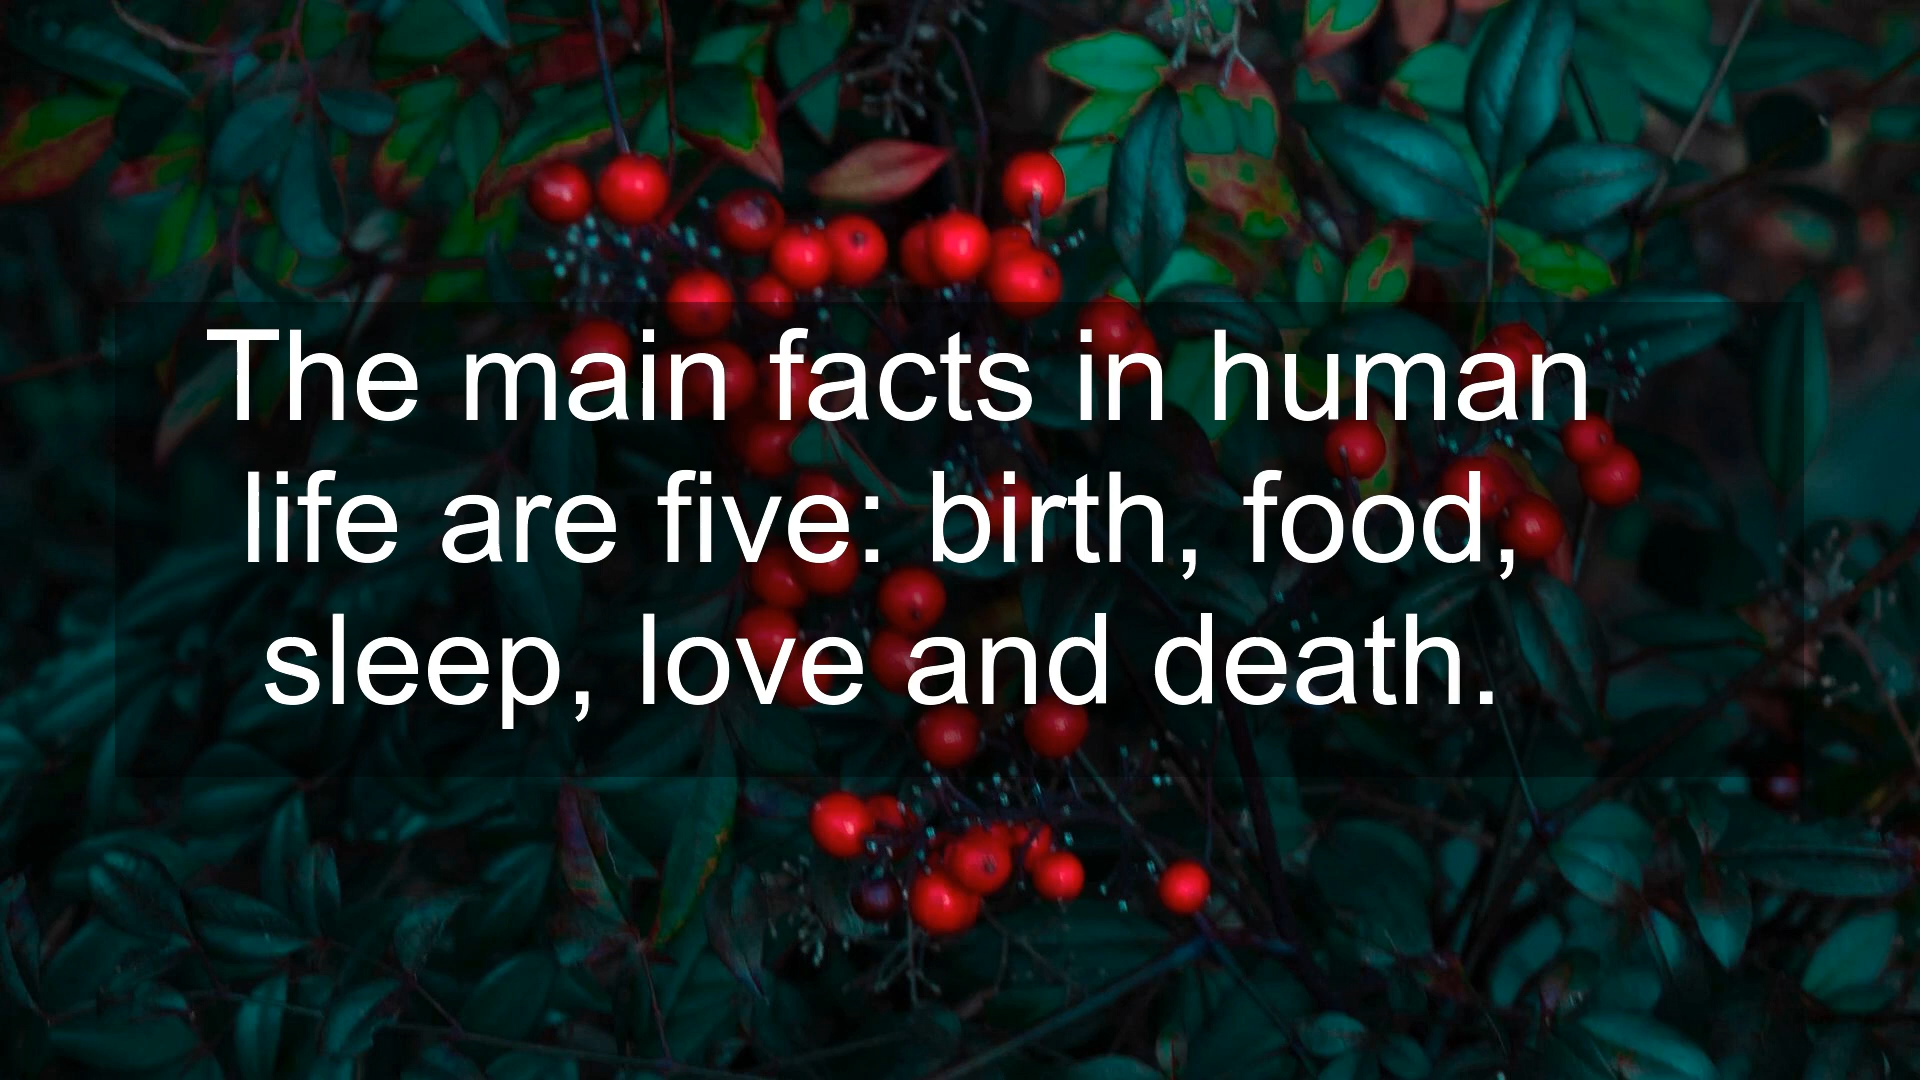 The main facts in human
life are five: birth, food,
sleep, love and death.